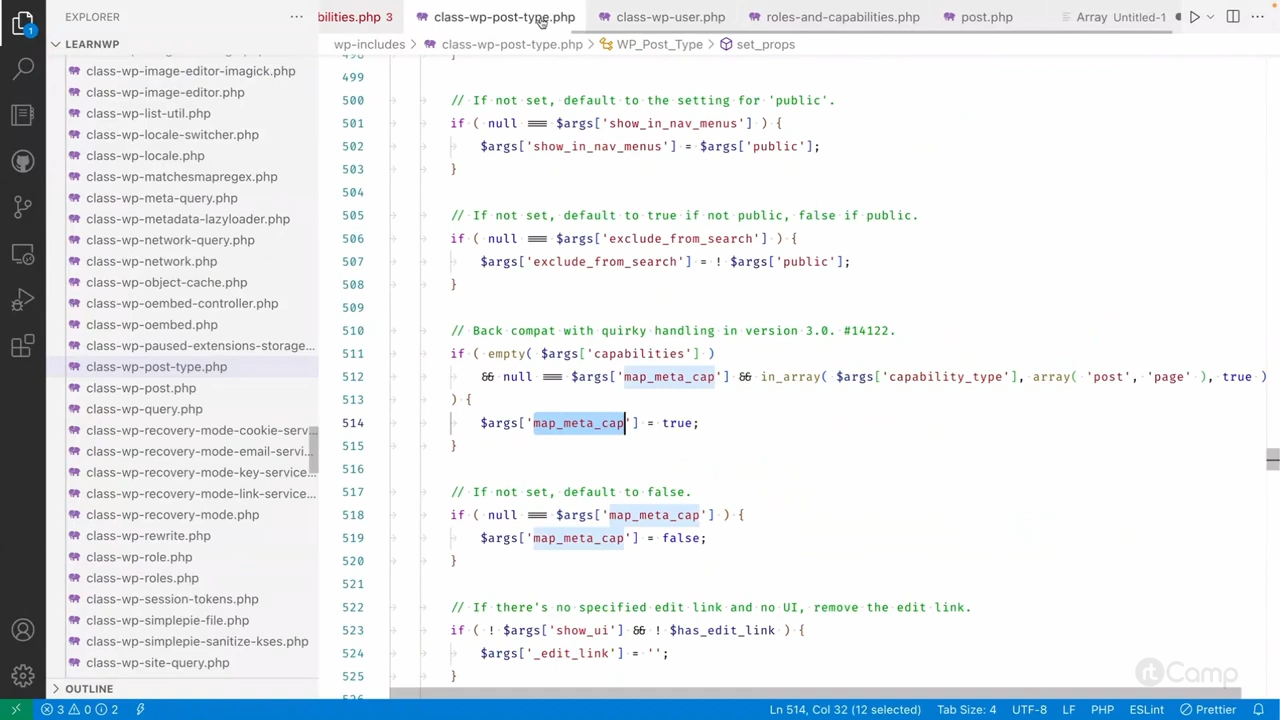 EXPLORER
···
bilities.php 3
class-wp-post-type.php
class-wp-user.php
roles-and-capabilities.php
post.php
Array Untitled-1
LEARNWP
wp-includes > class-wp-post-type.php > WP_Post_Type > set_props
class-wp-image-editor-imagick.php
class-wp-image-editor.php
class-wp-list-util.php
class-wp-locale-switcher.php
class-wp-locale.php
class-wp-matchesmapregex.php
class-wp-meta-query.php
class-wp-metadata-lazyloader.php
class-wp-network-query.php
class-wp-network.php
class-wp-object-cache.php
class-wp-oembed-controller.php
class-wp-oembed.php
class-wp-paused-extensions-storage...
class-wp-post-type.php
class-wp-post.php
class-wp-query.php
class-wp-recovery-mode-cookie-serv...
class-wp-recovery-mode-email-servi...
class-wp-recovery-mode-key-service...
class-wp-recovery-mode-link-service...
class-wp-recovery-mode.php
class-wp-rewrite.php
class-wp-role.php
class-wp-roles.php
class-wp-session-tokens.php
class-wp-simplepie-file.php
class-wp-simplepie-sanitize-kses.php
class-wp-site-query.php
OUTLINE
499
500 // If not set, default to the setting for 'public'.
501 if ( null === $args['show_in_nav_menus'] ) {
502 $args['show_in_nav_menus'] = $args['public'];
503 }
504
505 // If not set, default to true if not public, false if public.
506 if ( null === $args['exclude_from_search'] ) {
507 $args['exclude_from_search'] = ! $args['public'];
508 }
509
510 // Back compat with quirky handling in version 3.0. #14122.
511 if ( empty( $args['capabilities'] )
512 && null === $args['map_meta_cap'] && in_array( $args['capability_type'], array( 'post', 'page' ), true )
513 ) {
514 $args['map_meta_cap'] = true;
515 }
516
517 // If not set, default to false.
518 if ( null === $args['map_meta_cap'] ) {
519 $args['map_meta_cap'] = false;
520 }
521
522 // If there's no specified edit link and no UI, remove the edit link.
523 if ( ! $args['show_ui'] && ! $has_edit_link ) {
524 $args['_edit_link'] = '';
525 }
rtCamp
3 0 2
Ln 514, Col 32 (12 selected)
Tab Size: 4
UTF-8
LF
PHP
ESLint
Prettier
1